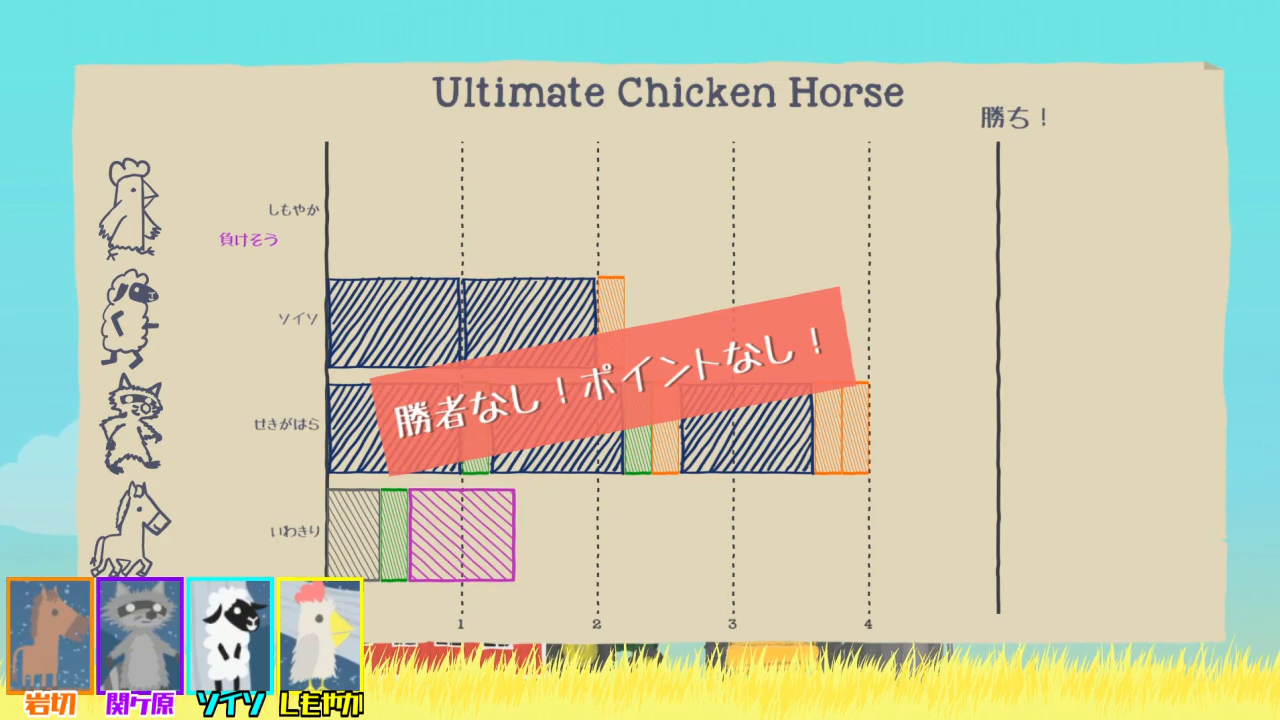 Ultimate Chicken Horse
勝ち！
しもやか
負けそう
ソイソ
勝者なし！ポイントなし！
せきがはら
いわきり
1 2 3 4
岩切 関ケ原 ソイソ しもやか